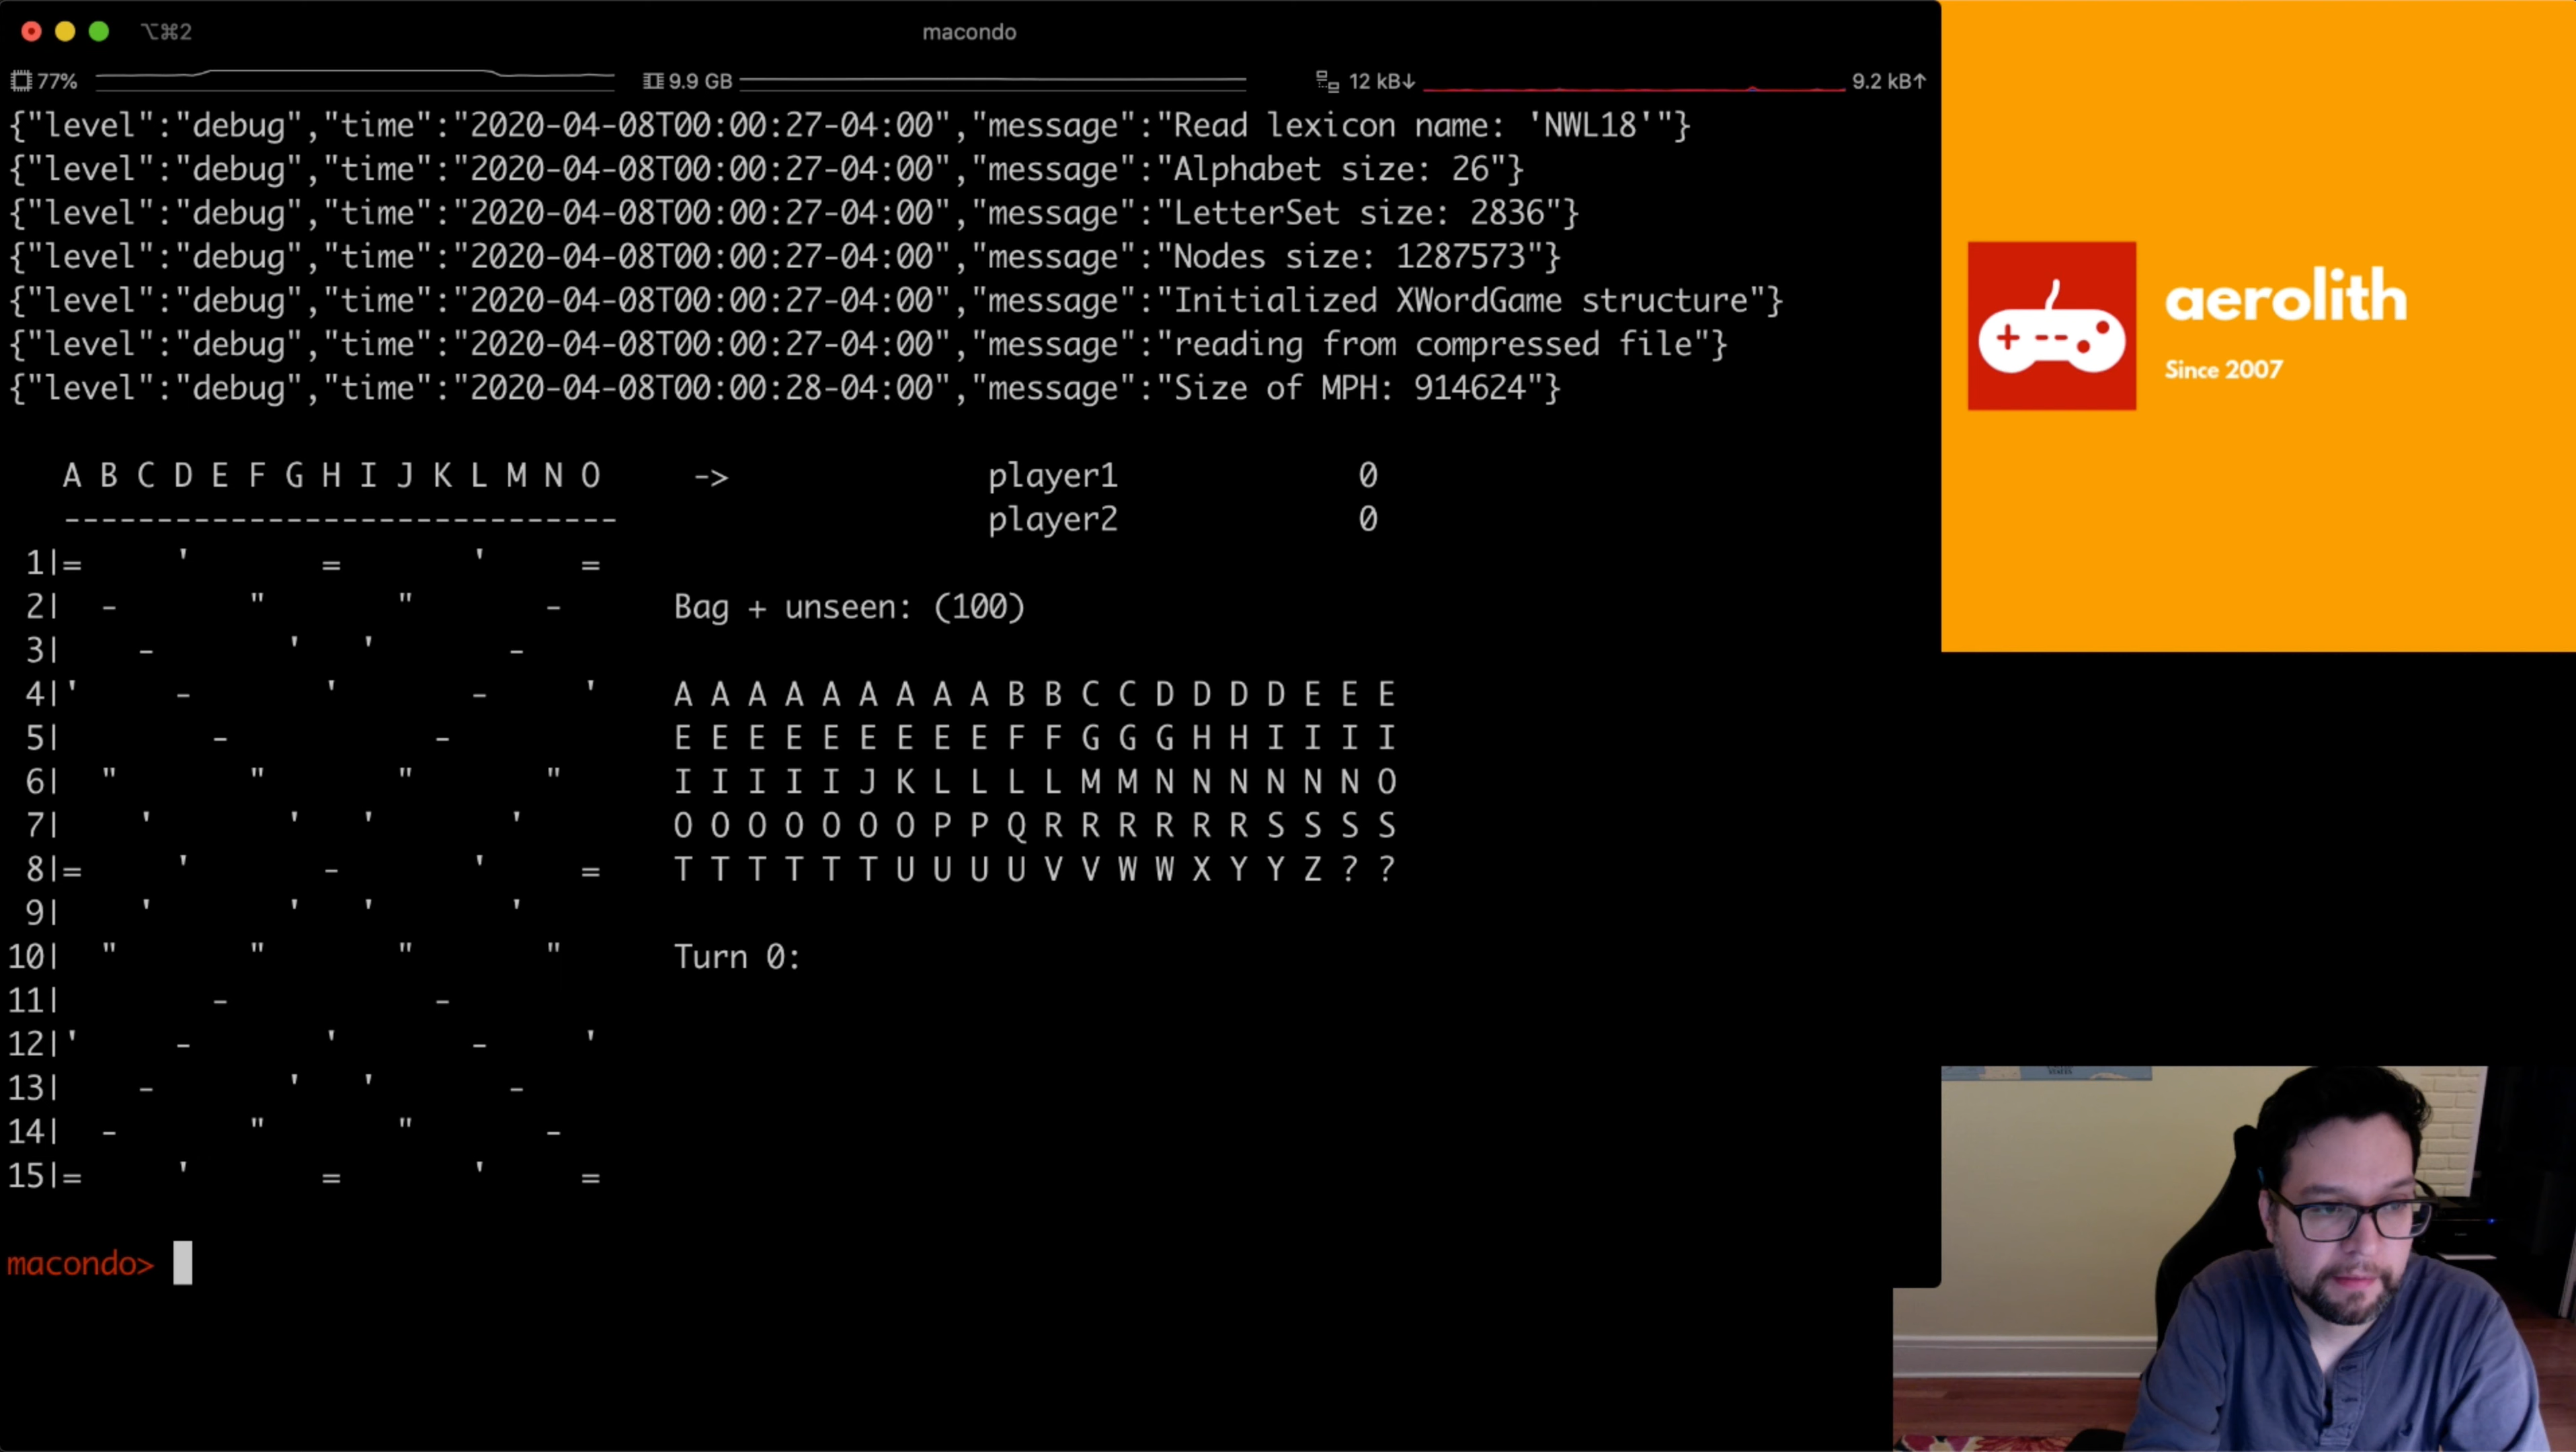 ⌥⌘2 macondo
77% 9.9 GB 12 kB↓ 9.2 kB↑
{"level":"debug","time":"2020-04-08T00:00:27-04:00","message":"Read lexicon name: 'NWL18'"}
{"level":"debug","time":"2020-04-08T00:00:27-04:00","message":"Alphabet size: 26"}
{"level":"debug","time":"2020-04-08T00:00:27-04:00","message":"LetterSet size: 2836"}
{"level":"debug","time":"2020-04-08T00:00:27-04:00","message":"Nodes size: 1287573"}
{"level":"debug","time":"2020-04-08T00:00:27-04:00","message":"Initialized XWordGame structure"}
{"level":"debug","time":"2020-04-08T00:00:27-04:00","message":"reading from compressed file"}
{"level":"debug","time":"2020-04-08T00:00:28-04:00","message":"Size of MPH: 914624"}
A B C D E F G H I J K L M N O -> player1 0
------------------------------ player2 0
1|= ' = ' =
2| - " " - Bag + unseen: (100)
3| - ' ' -
4|' - ' - ' A A A A A A A A A B B C C D D D D E E E
5| - - E E E E E E E E E F F G G G H H I I I I
6| " " " " I I I I I J K L L L L M M N N N N N N O
7| ' ' ' ' O O O O O O O P P Q R R R R R R S S S S
8|= ' - ' = T T T T T T U U U U V V W W X Y Y Z ? ?
9| ' ' ' '
10| " " " " Turn 0:
11| - -
12|' - ' - '
13| - ' ' -
14| - " " -
15|= ' = ' =
macondo>
aerolith
Since 2007